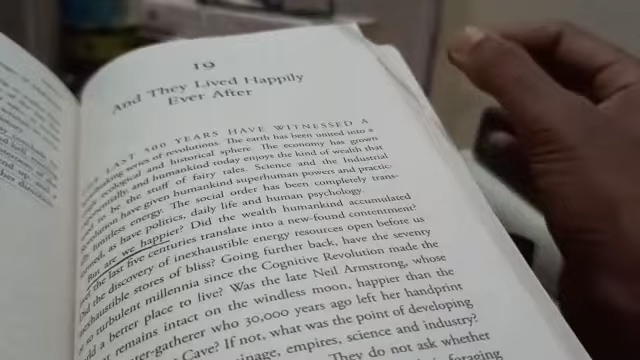 19
And They Lived Happily
Ever After
LAST 500 YEARS HAVE WITNESSED A
series of revolutions. The earth has been united into a
ecological and historical sphere. The economy has grown
exponentially, and humankind today enjoys the kind of wealth that
to be the stuff of fairy tales. Science and the Industrial
have given humankind superhuman powers and practic-
limitless energy. The social order has been completely trans-
as have politics, daily life and human psychology.
But are we happier? Did the wealth humankind accumulated
the last five centuries translate into a new-found contentment?
Did the discovery of inexhaustible energy resources open before us
inexhaustible stores of bliss? Going further back, have the seventy
so turbulent millennia since the Cognitive Revolution made the
a better place to live? Was the late Neil Armstrong, whose
remains intact on the windless moon, happier than the
-gatherer who 30,000 years ago left her handprint
Cave? If not, what was the point of developing
empires, science and industry?
They do not ask whether
foraging